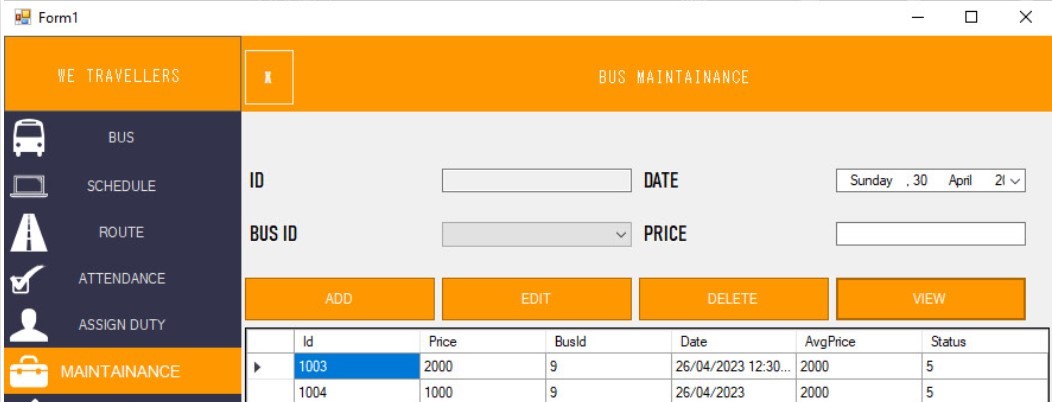 Form1
WE TRAVELLERS
X
BUS MAINTAINANCE
BUS
SCHEDULE
ROUTE
ATTENDANCE
ASSIGN DUTY
MAINTAINANCE
ID
DATE
Sunday , 30 April
BUS ID
PRICE
ADD EDIT DELETE VIEW
Id Price BusId Date AvgPrice Status
1003 2000 9 26/04/2023 12:30... 2000 5
1004 1000 9 26/04/2023 2000 5